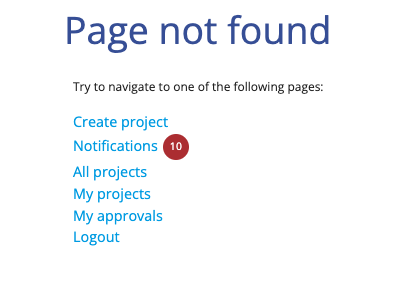 Page not found
Try to navigate to one of the following pages:
Create project
Notifications 10
All projects
My projects
My approvals
Logout